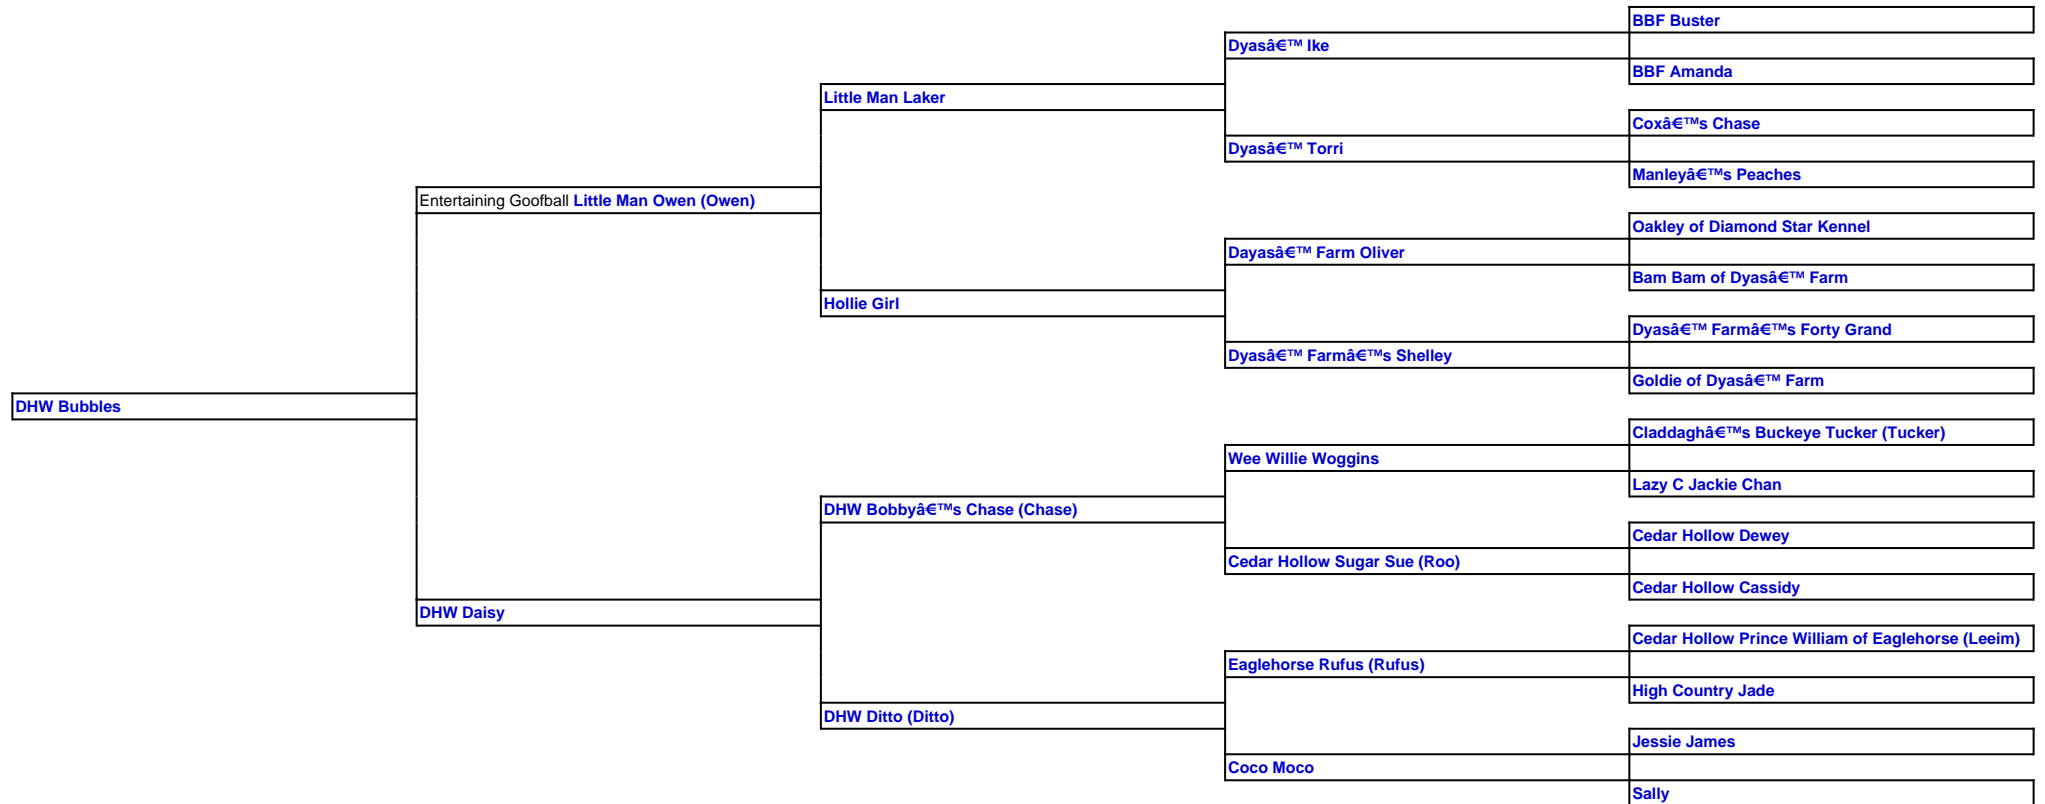 BBF Buster
Dyasâ€™ Ike
BBF Amanda
Little Man Laker
Coxâ€™s Chase
Dyasâ€™ Torri
Manleyâ€™s Peaches
Entertaining Goofball Little Man Owen (Owen)
Oakley of Diamond Star Kennel
Dayasâ€™ Farm Oliver
Bam Bam of Dyasâ€™ Farm
Hollie Girl
Dyasâ€™ Farmâ€™s Forty Grand
Dyasâ€™ Farmâ€™s Shelley
Goldie of Dyasâ€™ Farm
DHW Bubbles
Claddaghâ€™s Buckeye Tucker (Tucker)
Wee Willie Woggins
Lazy C Jackie Chan
DHW Bobbyâ€™s Chase (Chase)
Cedar Hollow Dewey
Cedar Hollow Sugar Sue (Roo)
Cedar Hollow Cassidy
DHW Daisy
Cedar Hollow Prince William of Eaglehorse (Leeim)
Eaglehorse Rufus (Rufus)
High Country Jade
DHW Ditto (Ditto)
Jessie James
Coco Moco
Sally